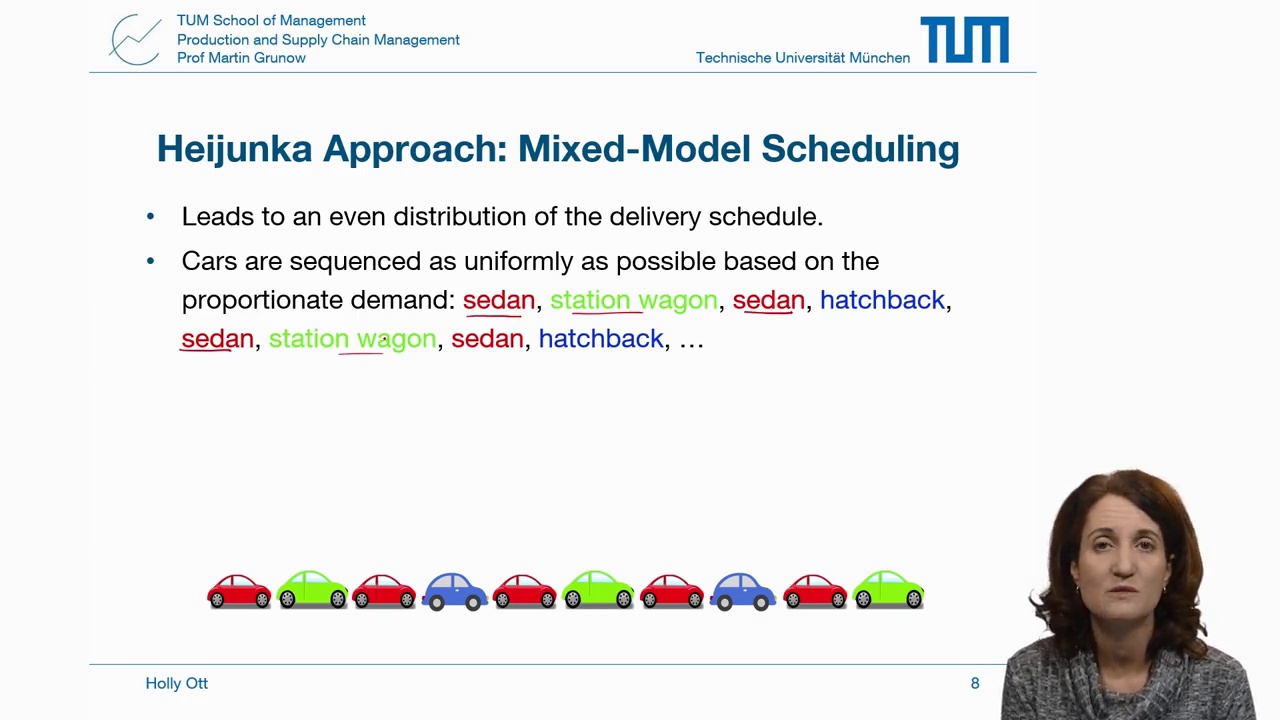 TUM School of Management
Production and Supply Chain Management
Prof Martin Grunow
Technische Universität München
TUM
Heijunka Approach: Mixed-Model Scheduling
• Leads to an even distribution of the delivery schedule.
• Cars are sequenced as uniformly as possible based on the
proportionate demand: sedan, station wagon, sedan, hatchback,
sedan, station wagon, sedan, hatchback, …
Holly Ott
8